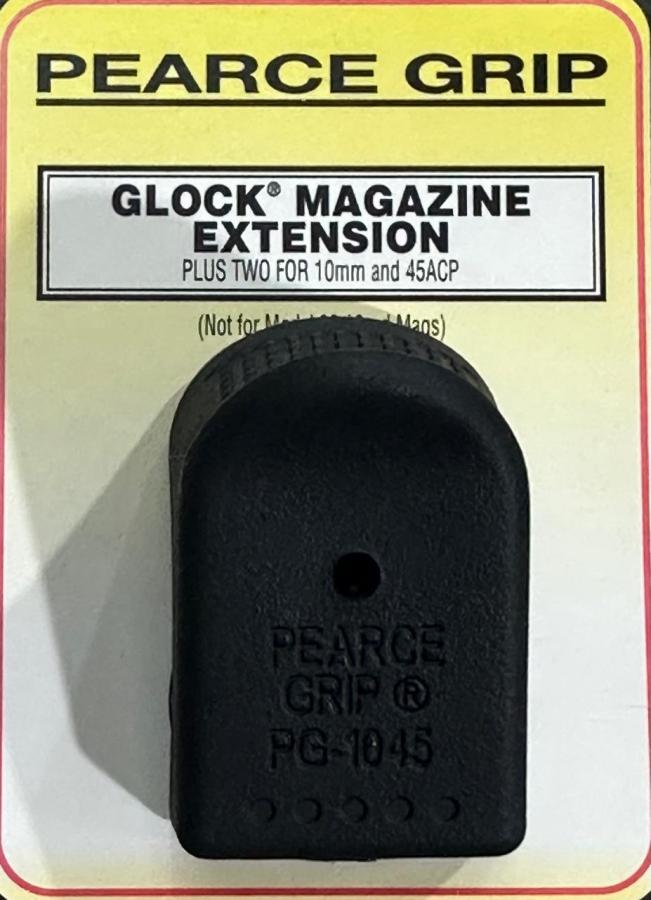 PEARCE GRIP
GLOCK® MAGAZINE
EXTENSION
PLUS TWO FOR 10mm and 45ACP
(Not for Mags)
PEARCE
GRIP ®
PG-1045